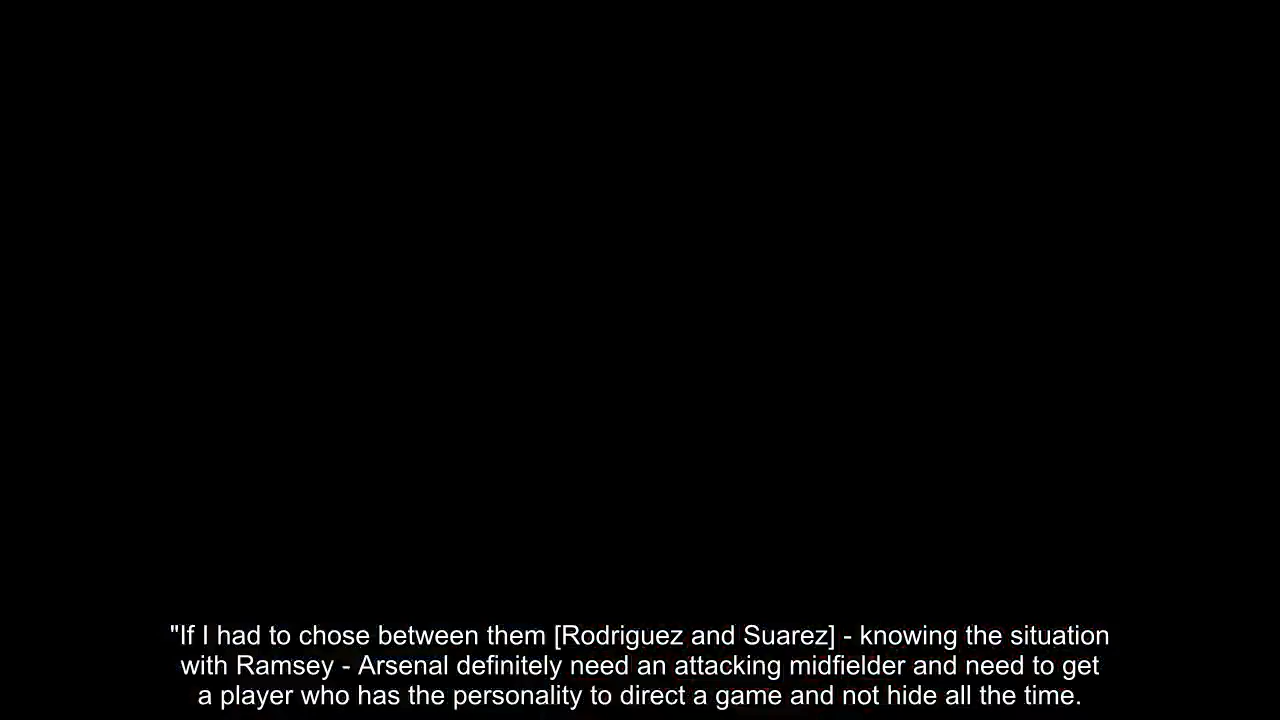 "If I had to chose between them [Rodriguez and Suarez] - knowing the situation
with Ramsey - Arsenal definitely need an attacking midfielder and need to get
a player who has the personality to direct a game and not hide all the time.